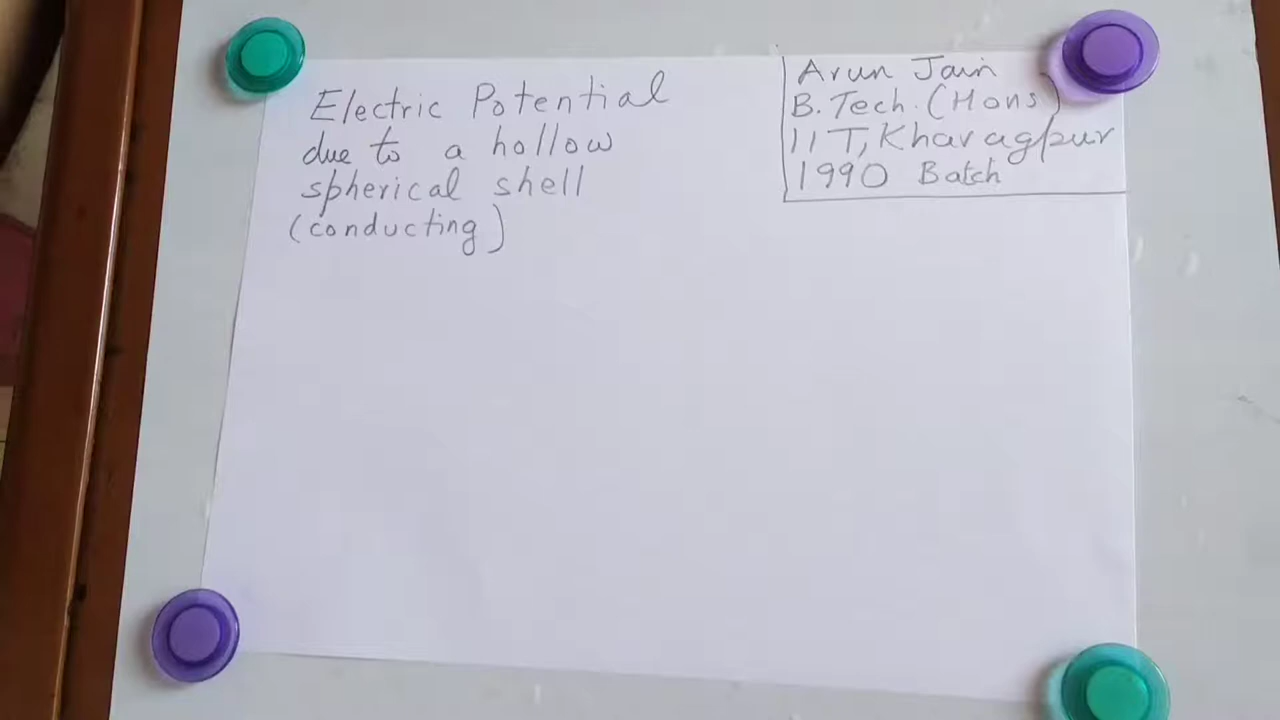 Electric Potential
due to a hollow
spherical shell
(conducting)
Arun Jain
B. Tech. (Hons)
IIT, Kharagpur
1990 Batch